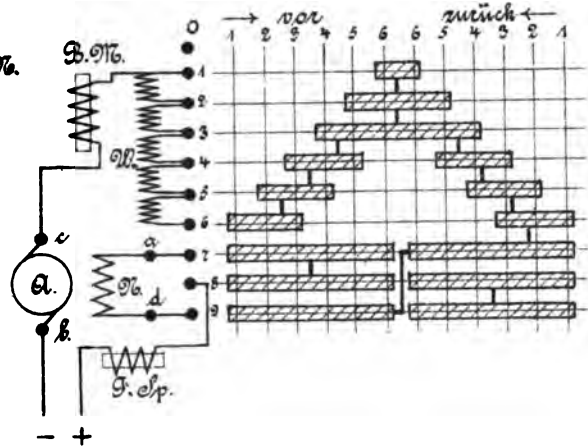 0 → vor zurück ←
1 2 3 4 5 6 6 5 4 3 2 1
m.
B. M.
1
2
3
W. 4
5
6
c
a 7
A. N. 8
d 9
b.
F. Sp.
− +